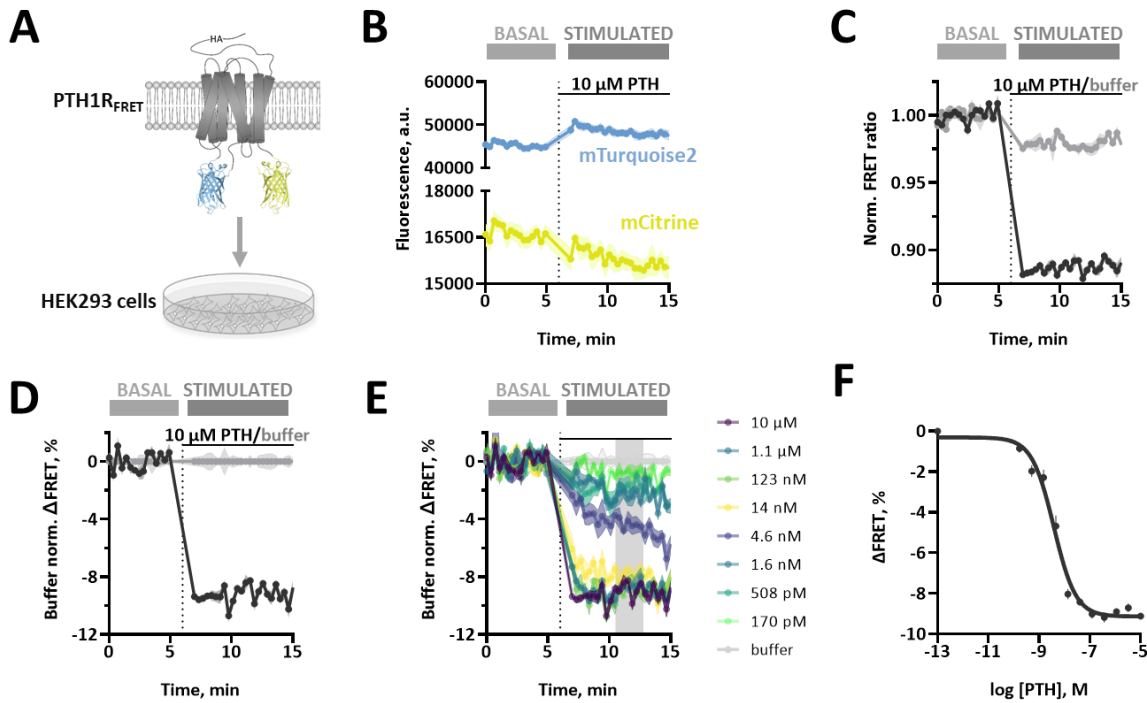 A
HA
PTH1RFRET
HEK293 cells
B
BASAL STIMULATED
10 µM PTH
60000
50000
40000
18000
16500
15000
mTurquoise2
mCitrine
Fluorescence, a.u.
0 5 10 15
Time, min
C
BASAL STIMULATED
10 µM PTH/buffer
1.00
0.95
0.90
Norm. FRET ratio
0 5 10 15
Time, min
D
BASAL STIMULATED
10 µM PTH/buffer
0
-4
-8
-12
Buffer norm. ΔFRET, %
0 5 10 15
Time, min
E
BASAL STIMULATED
0
-4
-8
-12
Buffer norm. ΔFRET, %
0 5 10 15
Time, min
10 µM
1.1 µM
123 nM
14 nM
4.6 nM
1.6 nM
508 pM
170 pM
buffer
F
0
-2
-4
-6
-8
-10
ΔFRET, %
-13 -11 -9 -7 -5
log [PTH], M